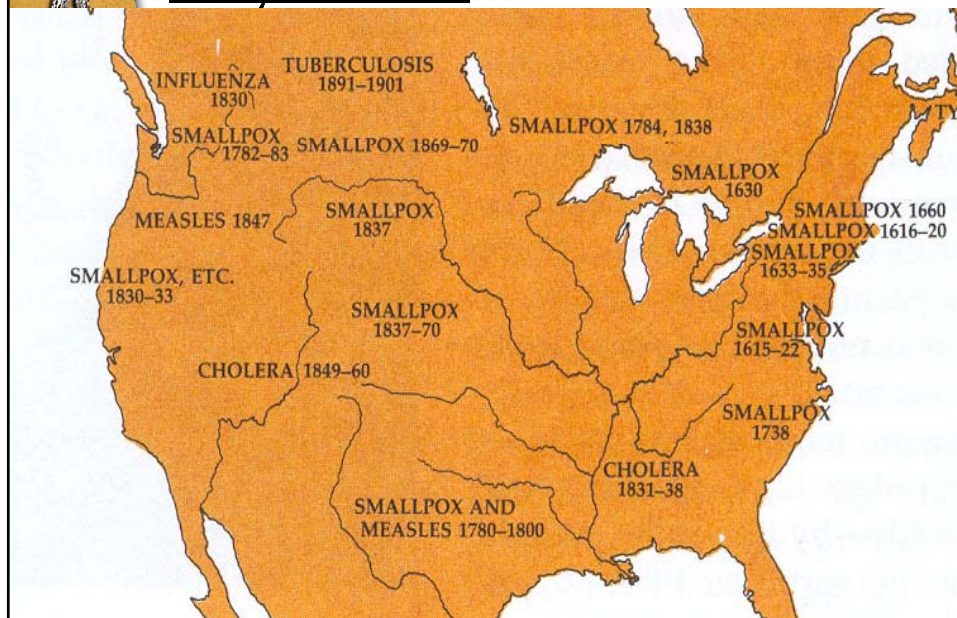 INFLUENZA
1830
TUBERCULOSIS
1891–1901
SMALLPOX
1782–83
SMALLPOX 1869–70
SMALLPOX 1784, 1838
SMALLPOX
1630
TY
MEASLES 1847
SMALLPOX
1837
SMALLPOX 1660
SMALLPOX 1616–20
SMALLPOX
1633–35
SMALLPOX, ETC.
1830–33
SMALLPOX
1837–70
SMALLPOX
1615–22
CHOLERA 1849–60
SMALLPOX
1738
CHOLERA
1831–38
SMALLPOX AND
MEASLES 1780–1800